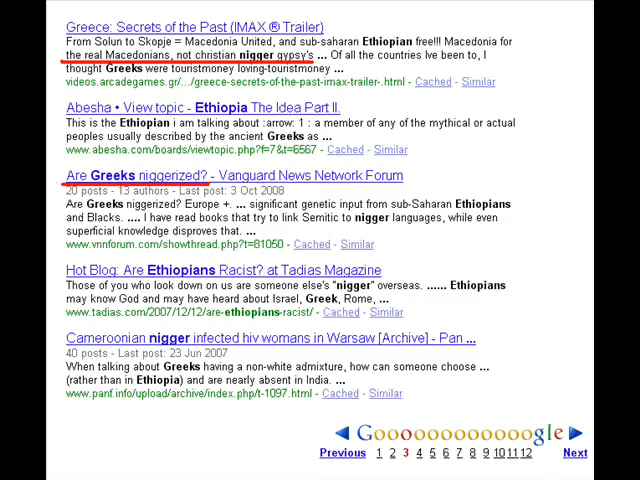 Greece: Secrets of the Past (IMAX ® Trailer)
From Solun to Skopje = Macedonia United, and sub-saharan Ethiopian free!!! Macedonia for
the real Macedonians, not christian nigger gypsy's ... Of all the countries Ive been to, I
thought Greeks were touristmoney loving-touristmoney ...
videos.arcadegames.gr/.../greece-secrets-of-the-past-imax-trailer-.html - Cached - Similar
Abesha • View topic - Ethiopia The Idea Part II.
This is the Ethiopian i am talking about :arrow: 1 : a member of any of the mythical or actual
peoples usually described by the ancient Greeks as ...
www.abesha.com/boards/viewtopic.php?f=7&t=6567 - Cached - Similar
Are Greeks niggerized? - Vanguard News Network Forum
20 posts - 13 authors - Last post: 3 Oct 2008
Are Greeks niggerized? Europe +. ... significant genetic input from sub-Saharan Ethiopians
and Blacks. .... I have read books that try to link Semitic to nigger languages, while even
superficial knowledge disproves that. ...
www.vnnforum.com/showthread.php?t=81050 - Cached - Similar
Hot Blog: Are Ethiopians Racist? at Tadias Magazine
Those of you who look down on us are someone else's "nigger" overseas. ...... Ethiopians
may know God and may have heard about Israel, Greek, Rome, ...
www.tadias.com/2007/12/12/are-ethiopians-racist/ - Cached - Similar
Cameroonian nigger infected hiv womans in Warsaw [Archive] - Pan ...
40 posts - Last post: 23 Jun 2007
When talking about Greeks having a non-white admixture, how can someone choose ...
(rather than in Ethiopia) and are nearly absent in India. ...
www.panf.info/upload/archive/index.php/t-1097.html - Cached - Similar
Goooooooooooogle
Previous 1 2 3 4 5 6 7 8 9 10 11 12 Next